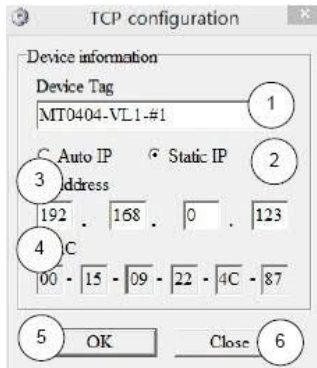 TCP configuration
Device information
Device Tag
MT0404-VL1-#1 1
Auto IP Static IP 2
3 ddress
192 . 168 . 0 . 123
4 C
00 - 15 - 09 - 22 - 4C - 87
5 OK Close 6